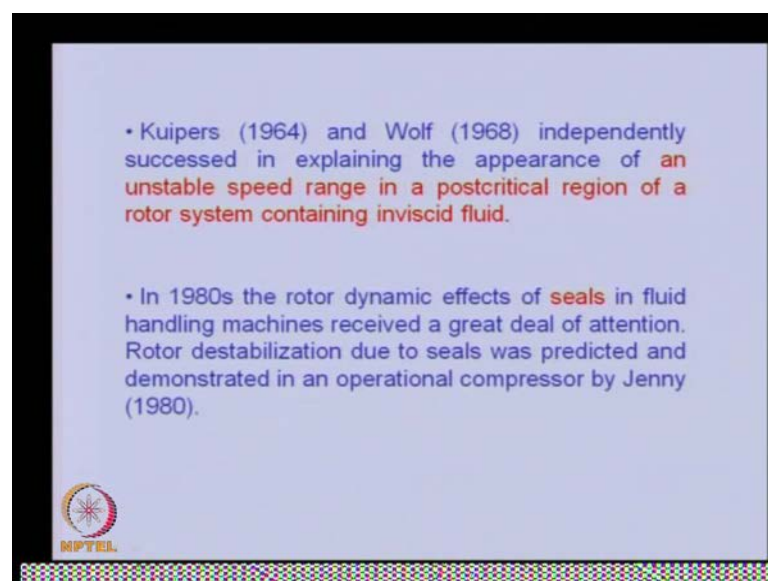 • Kuipers (1964) and Wolf (1968) independently
successed in explaining the appearance of an
unstable speed range in a postcritical region of a
rotor system containing inviscid fluid.
• In 1980s the rotor dynamic effects of seals in fluid
handling machines received a great deal of attention.
Rotor destabilization due to seals was predicted and
demonstrated in an operational compressor by Jenny
(1980).
NPTEL